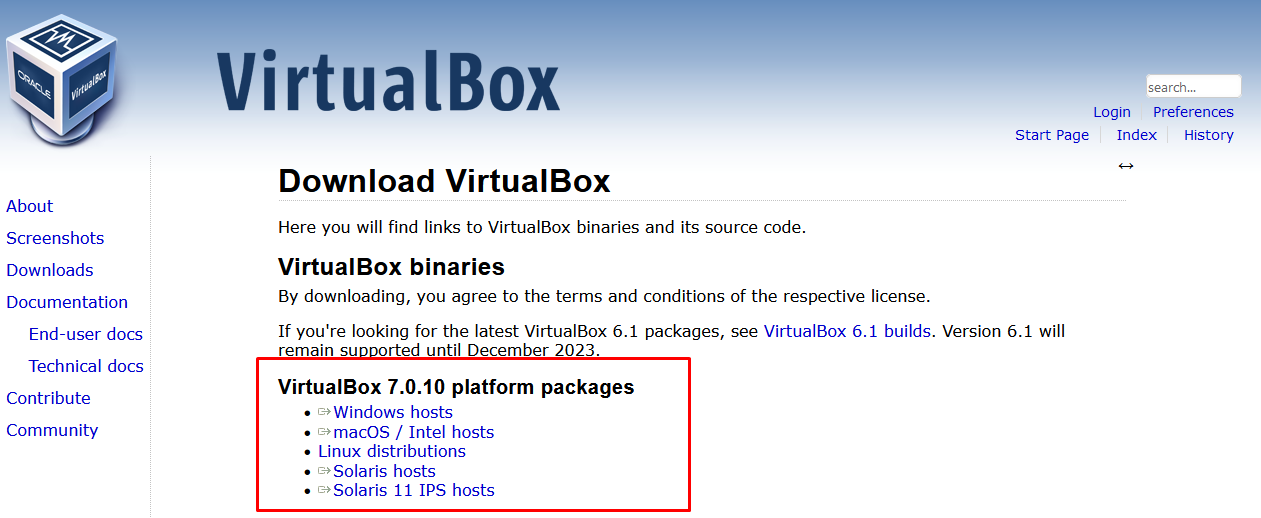 ORACLE
VirtualBox
VirtualBox
search...
Login Preferences
Start Page Index History
About
Screenshots
Downloads
Documentation
End-user docs
Technical docs
Contribute
Community
Download VirtualBox
Here you will find links to VirtualBox binaries and its source code.
VirtualBox binaries
By downloading, you agree to the terms and conditions of the respective license.
If you're looking for the latest VirtualBox 6.1 packages, see VirtualBox 6.1 builds. Version 6.1 will
remain supported until December 2023.
VirtualBox 7.0.10 platform packages
Windows hosts
macOS / Intel hosts
Linux distributions
Solaris hosts
Solaris 11 IPS hosts